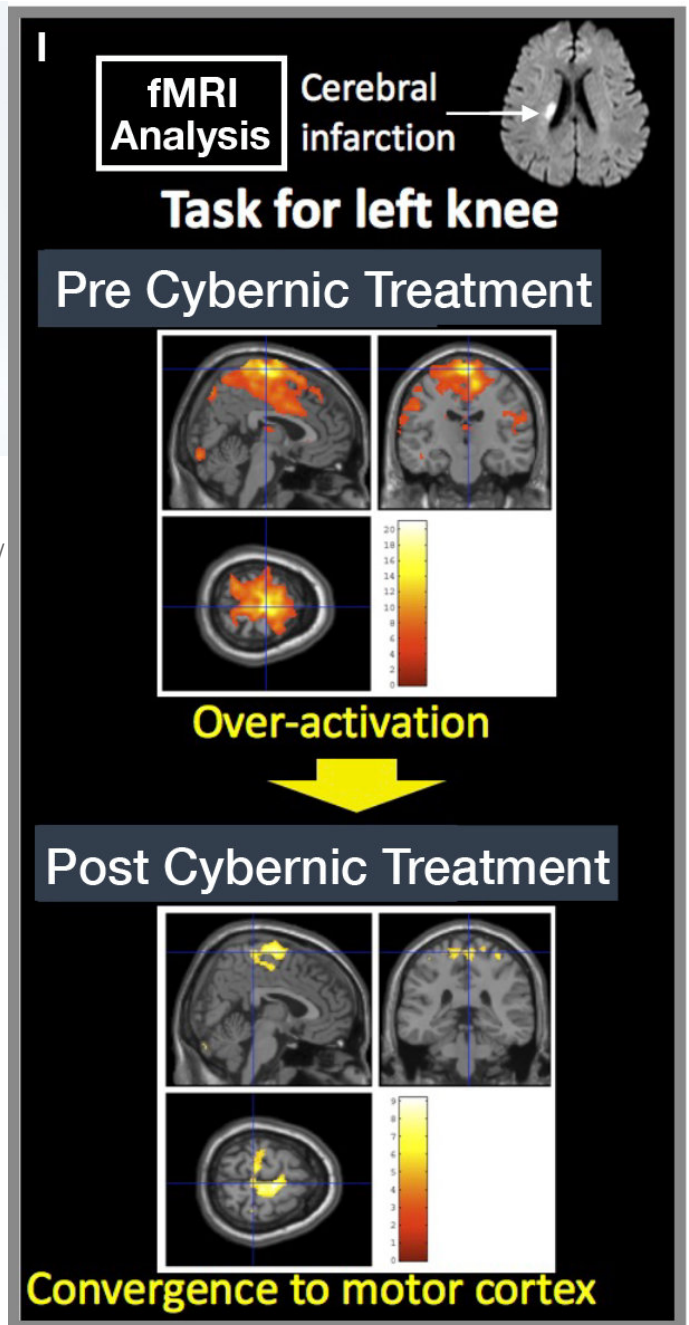 I
fMRI
Analysis
Cerebral
infarction
Task for left knee
Pre Cybernic Treatment
20
18
16
14
12
10
8
6
4
2
0
Over-activation
Post Cybernic Treatment
9
8
7
6
5
4
3
2
1
0
Convergence to motor cortex